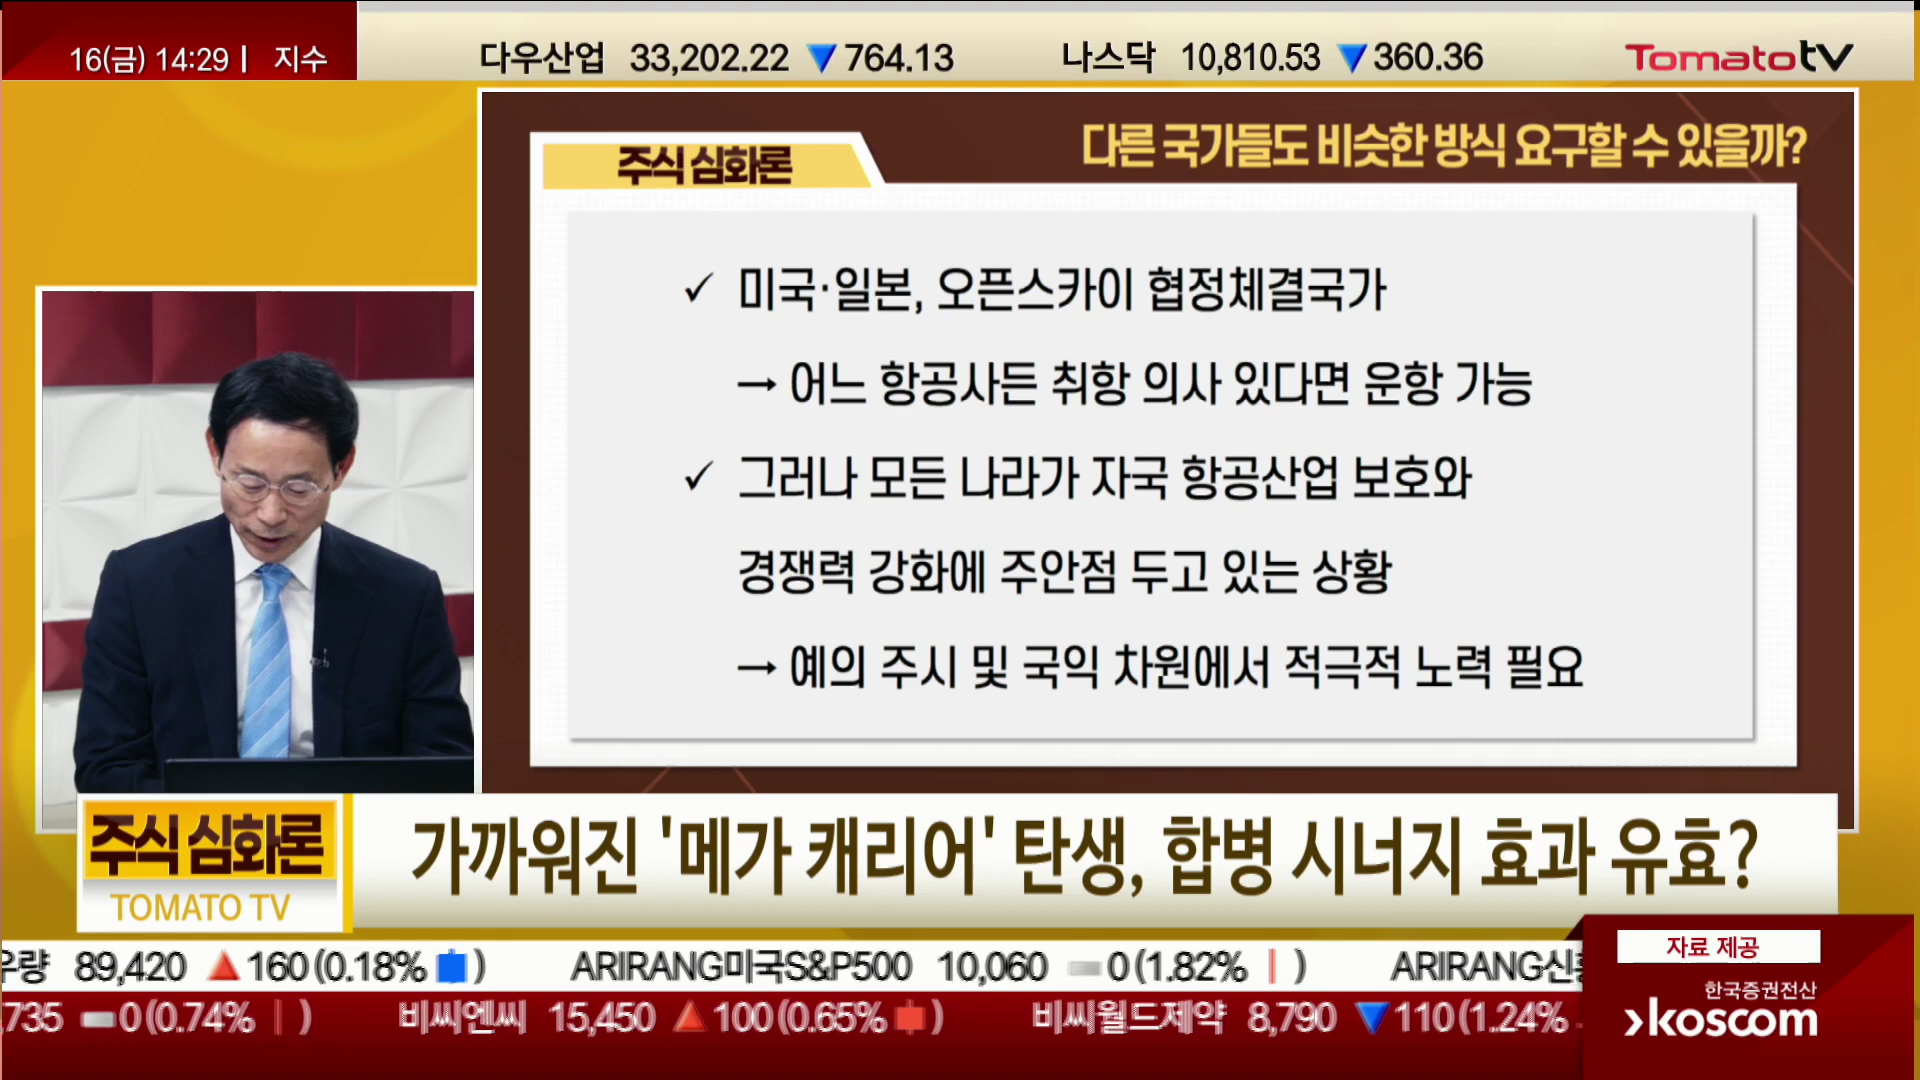 16(금) 14:29 | 지수
다우산업 33,202.22 ▼764.13 나스닥 10,810.53 ▼360.36
Tomatotv
주식 심화론
다른 국가들도 비슷한 방식 요구할 수 있을까?
✓ 미국·일본, 오픈스카이 협정체결국가
→ 어느 항공사든 취항 의사 있다면 운항 가능
✓ 그러나 모든 나라가 자국 항공산업 보호와
경쟁력 강화에 주안점 두고 있는 상황
→ 예의 주시 및 국익 차원에서 적극적 노력 필요
주식 심화론
TOMATO TV
가까워진 '메가 캐리어' 탄생, 합병 시너지 효과 유효?
우량 89,420 ▲160(0.18% ) ARIRANG미국S&P500 10,060 0(1.82% ) ARIRANG신
,735 0(0.74% ) 비씨엔씨 15,450 ▲100(0.65% ) 비씨월드제약 8,790 ▼110(1.24%
자료 제공
한국증권전산
koscom